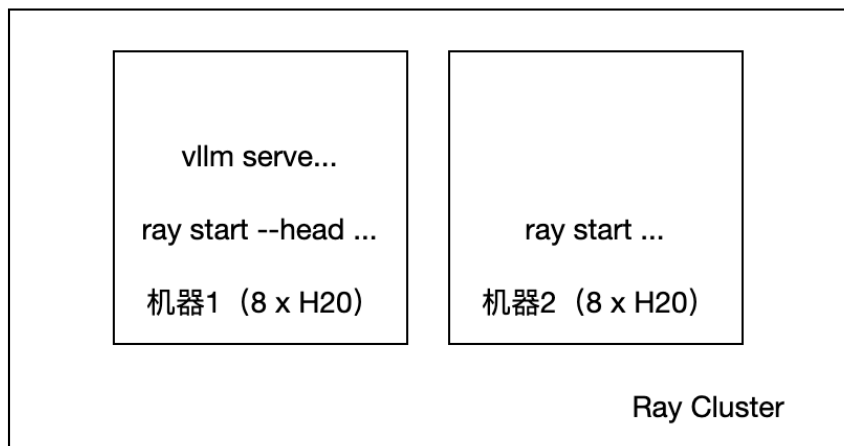 vllm serve...
ray start --head ...
机器1（8 x H20）
ray start ...
机器2（8 x H20）
Ray Cluster